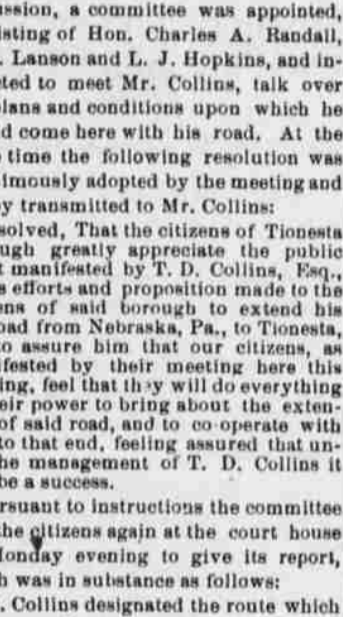 ussion, a committee was appointed,
isting of Hon. Charles A. Randall,
. Lanson and L. J. Hopkins, and in-
cted to meet Mr. Collins, talk over
plans and conditions upon which he
d come here with his road. At the
time the following resolution was
imously adopted by the meeting and
y transmitted to Mr. Collins:
solved, That the citizens of Tionesta
ugh greatly appreciate the public
t manifested by T. D. Collins, Esq.,
s efforts and proposition made to the
ens of said borough to extend his
oad from Nebraska, Pa., to Tionesta,
to assure him that our citizens, as
ifested by their meeting here this
ing, feel that they will do everything
eir power to bring about the exten-
of said road, and to co-operate with
to that end, feeling assured that un-
he management of T. D. Collins it
be a success.
rsuant to instructions the committee
the citizens again at the court house
Monday evening to give its report,
h was in substance as follows:
. Collins designated the route which